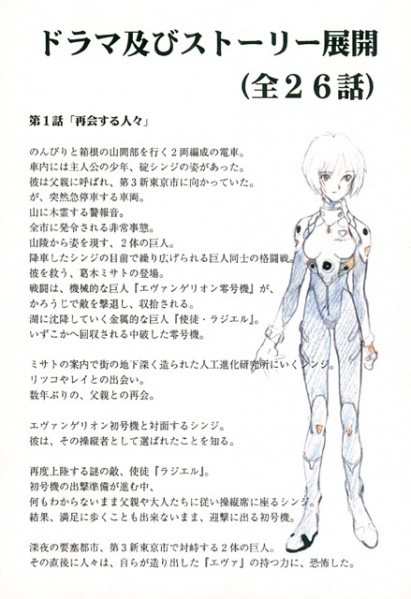 ドラマ及びストーリー展開
(全26話)
第1話「再会する人々」
のんびりと箱根の山間部を行く2両編成の電車。
車内には主人公の少年、碇シンジの姿があった。
彼は父親に呼ばれ、第3新東京市に向かっていた。
が、突然急停車する車両。
山に木霊する警報音。
全市に発令される非常事態。
山陵から姿を現す、2体の巨人。
降車したシンジの目前で繰り広げられる巨人同士の格闘戦。
彼を救う、葛木ミサトの登場。
戦闘は、機械的な巨人『エヴァンゲリオン零号機』が、
かろうじで敵を撃退し、収拾される。
湖に沈降していく金属的な巨人『使徒・ラジエル』。
いずこかへ回収される中破した零号機。
ミサトの案内で街の地下深く造られた人工進化研究所にいくシンジ。
リツコやレイとの出会い。
数年ぶりの、父親との再会。
エヴァンゲリオン初号機と対面するシンジ。
彼は、その操縦者として選ばれたことを知る。
再度上陸する謎の敵、使徒『ラジエル』。
初号機の出撃準備が進む中、
何もわからないまま父親や大人たちに従い操縦席に座るシンジ。
結果、満足に歩くことも出来ないまま、迎撃に出る初号機。
深夜の要塞都市、第3新東京市で対峙する2体の巨人。
その直後に人々は、自らが造り出した『エヴァ』の持つ力に、恐怖した。